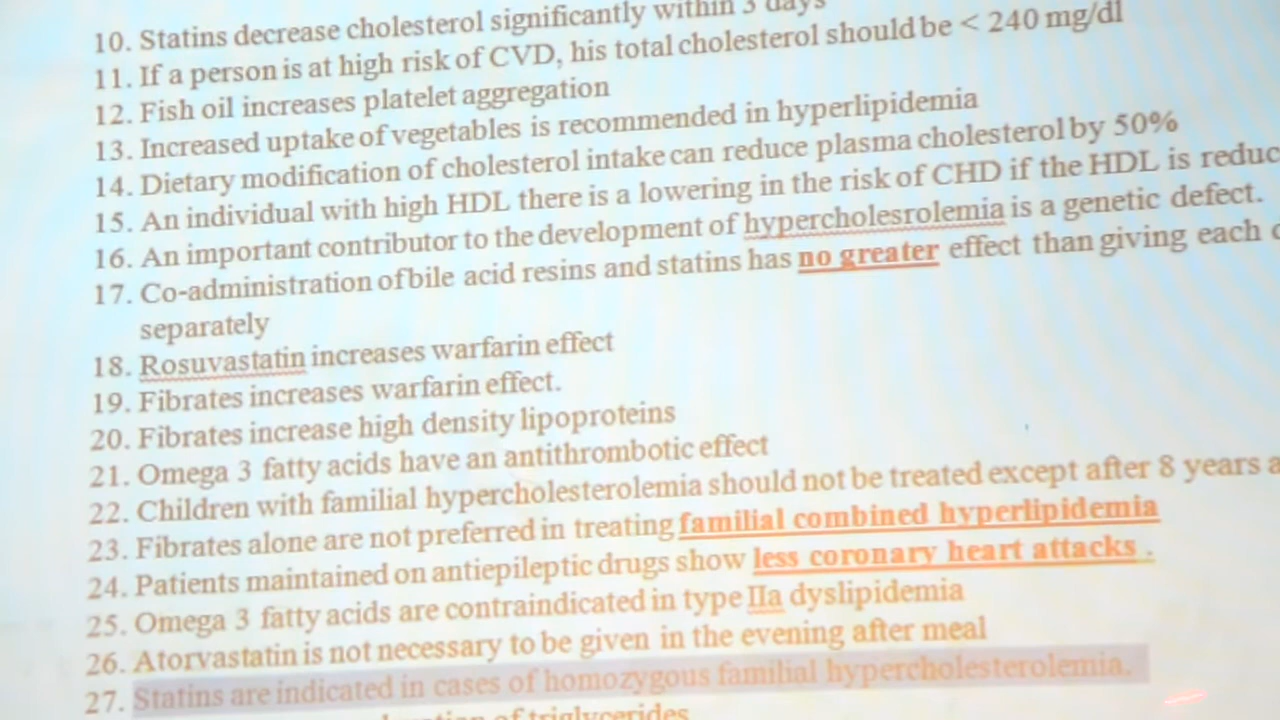 10. Statins decrease cholesterol significantly within 3 days
11. If a person is at high risk of CVD, his total cholesterol should be < 240 mg/dl
12. Fish oil increases platelet aggregation
13. Increased uptake of vegetables is recommended in hyperlipidemia
14. Dietary modification of cholesterol intake can reduce plasma cholesterol by 50%
15. An individual with high HDL there is a lowering in the risk of CHD if the HDL is reduc
16. An important contributor to the development of hypercholesrolemia is a genetic defect.
17. Co-administration of bile acid resins and statins has no greater effect than giving each
separately
18. Rosuvastatin increases warfarin effect
19. Fibrates increases warfarin effect.
20. Fibrates increase high density lipoproteins
21. Omega 3 fatty acids have an antithrombotic effect
22. Children with familial hypercholesterolemia should not be treated except after 8 years
23. Fibrates alone are not preferred in treating familial combined hyperlipidemia
24. Patients maintained on antiepileptic drugs show less coronary heart attacks .
25. Omega 3 fatty acids are contraindicated in type IIa dyslipidemia
26. Atorvastatin is not necessary to be given in the evening after meal
27. Statins are indicated in cases of homozygous familial hypercholesterolemia.
of triglycerides